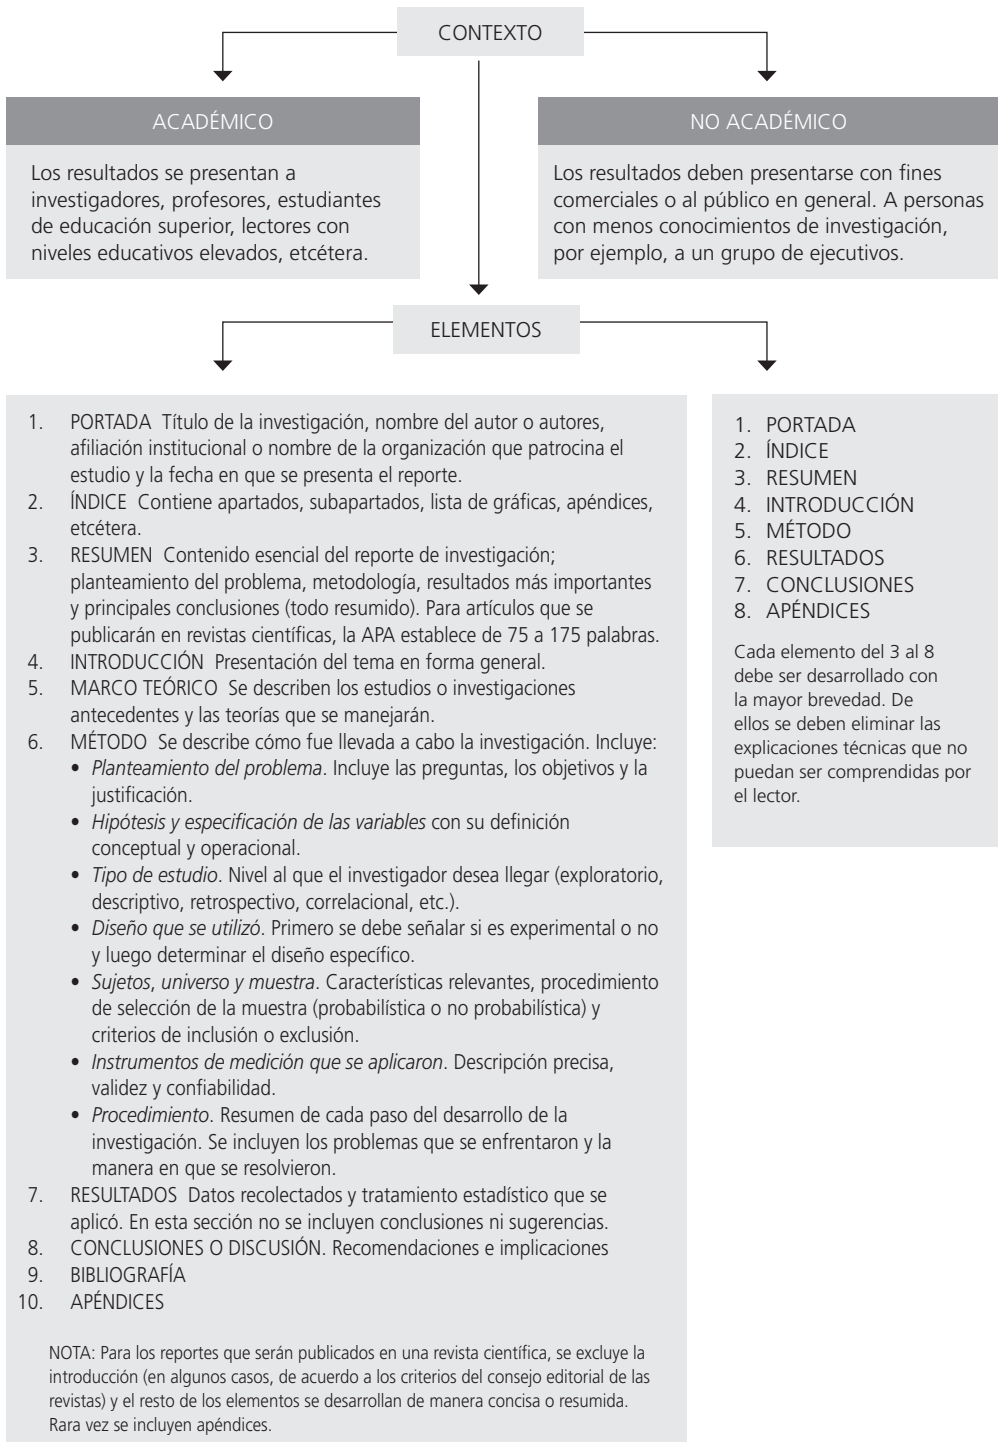 CONTEXTO
ACADÉMICO
Los resultados se presentan a
investigadores, profesores, estudiantes
de educación superior, lectores con
niveles educativos elevados, etcétera.
NO ACADÉMICO
Los resultados deben presentarse con fines
comerciales o al público en general. A personas
con menos conocimientos de investigación,
por ejemplo, a un grupo de ejecutivos.
ELEMENTOS
1. PORTADA Título de la investigación, nombre del autor o autores,
afiliación institucional o nombre de la organización que patrocina el
estudio y la fecha en que se presenta el reporte.
2. ÍNDICE Contiene apartados, subapartados, lista de gráficas, apéndices,
etcétera.
3. RESUMEN Contenido esencial del reporte de investigación;
planteamiento del problema, metodología, resultados más importantes
y principales conclusiones (todo resumido). Para artículos que se
publicarán en revistas científicas, la APA establece de 75 a 175 palabras.
4. INTRODUCCIÓN Presentación del tema en forma general.
5. MARCO TEÓRICO Se describen los estudios o investigaciones
antecedentes y las teorías que se manejarán.
6. MÉTODO Se describe cómo fue llevada a cabo la investigación. Incluye:
• Planteamiento del problema. Incluye las preguntas, los objetivos y la
justificación.
• Hipótesis y especificación de las variables con su definición
conceptual y operacional.
• Tipo de estudio. Nivel al que el investigador desea llegar (exploratorio,
descriptivo, retrospectivo, correlacional, etc.).
• Diseño que se utilizó. Primero se debe señalar si es experimental o no
y luego determinar el diseño específico.
• Sujetos, universo y muestra. Características relevantes, procedimiento
de selección de la muestra (probabilística o no probabilística) y
criterios de inclusión o exclusión.
• Instrumentos de medición que se aplicaron. Descripción precisa,
validez y confiabilidad.
• Procedimiento. Resumen de cada paso del desarrollo de la
investigación. Se incluyen los problemas que se enfrentaron y la
manera en que se resolvieron.
7. RESULTADOS Datos recolectados y tratamiento estadístico que se
aplicó. En esta sección no se incluyen conclusiones ni sugerencias.
8. CONCLUSIONES O DISCUSIÓN. Recomendaciones e implicaciones
9. BIBLIOGRAFÍA
10. APÉNDICES
NOTA: Para los reportes que serán publicados en una revista científica, se excluye la
introducción (en algunos casos, de acuerdo a los criterios del consejo editorial de las
revistas) y el resto de los elementos se desarrollan de manera concisa o resumida.
Rara vez se incluyen apéndices.
1. PORTADA
2. ÍNDICE
3. RESUMEN
4. INTRODUCCIÓN
5. MÉTODO
6. RESULTADOS
7. CONCLUSIONES
8. APÉNDICES
Cada elemento del 3 al 8
debe ser desarrollado con
la mayor brevedad. De
ellos se deben eliminar las
explicaciones técnicas que no
puedan ser comprendidas por
el lector.